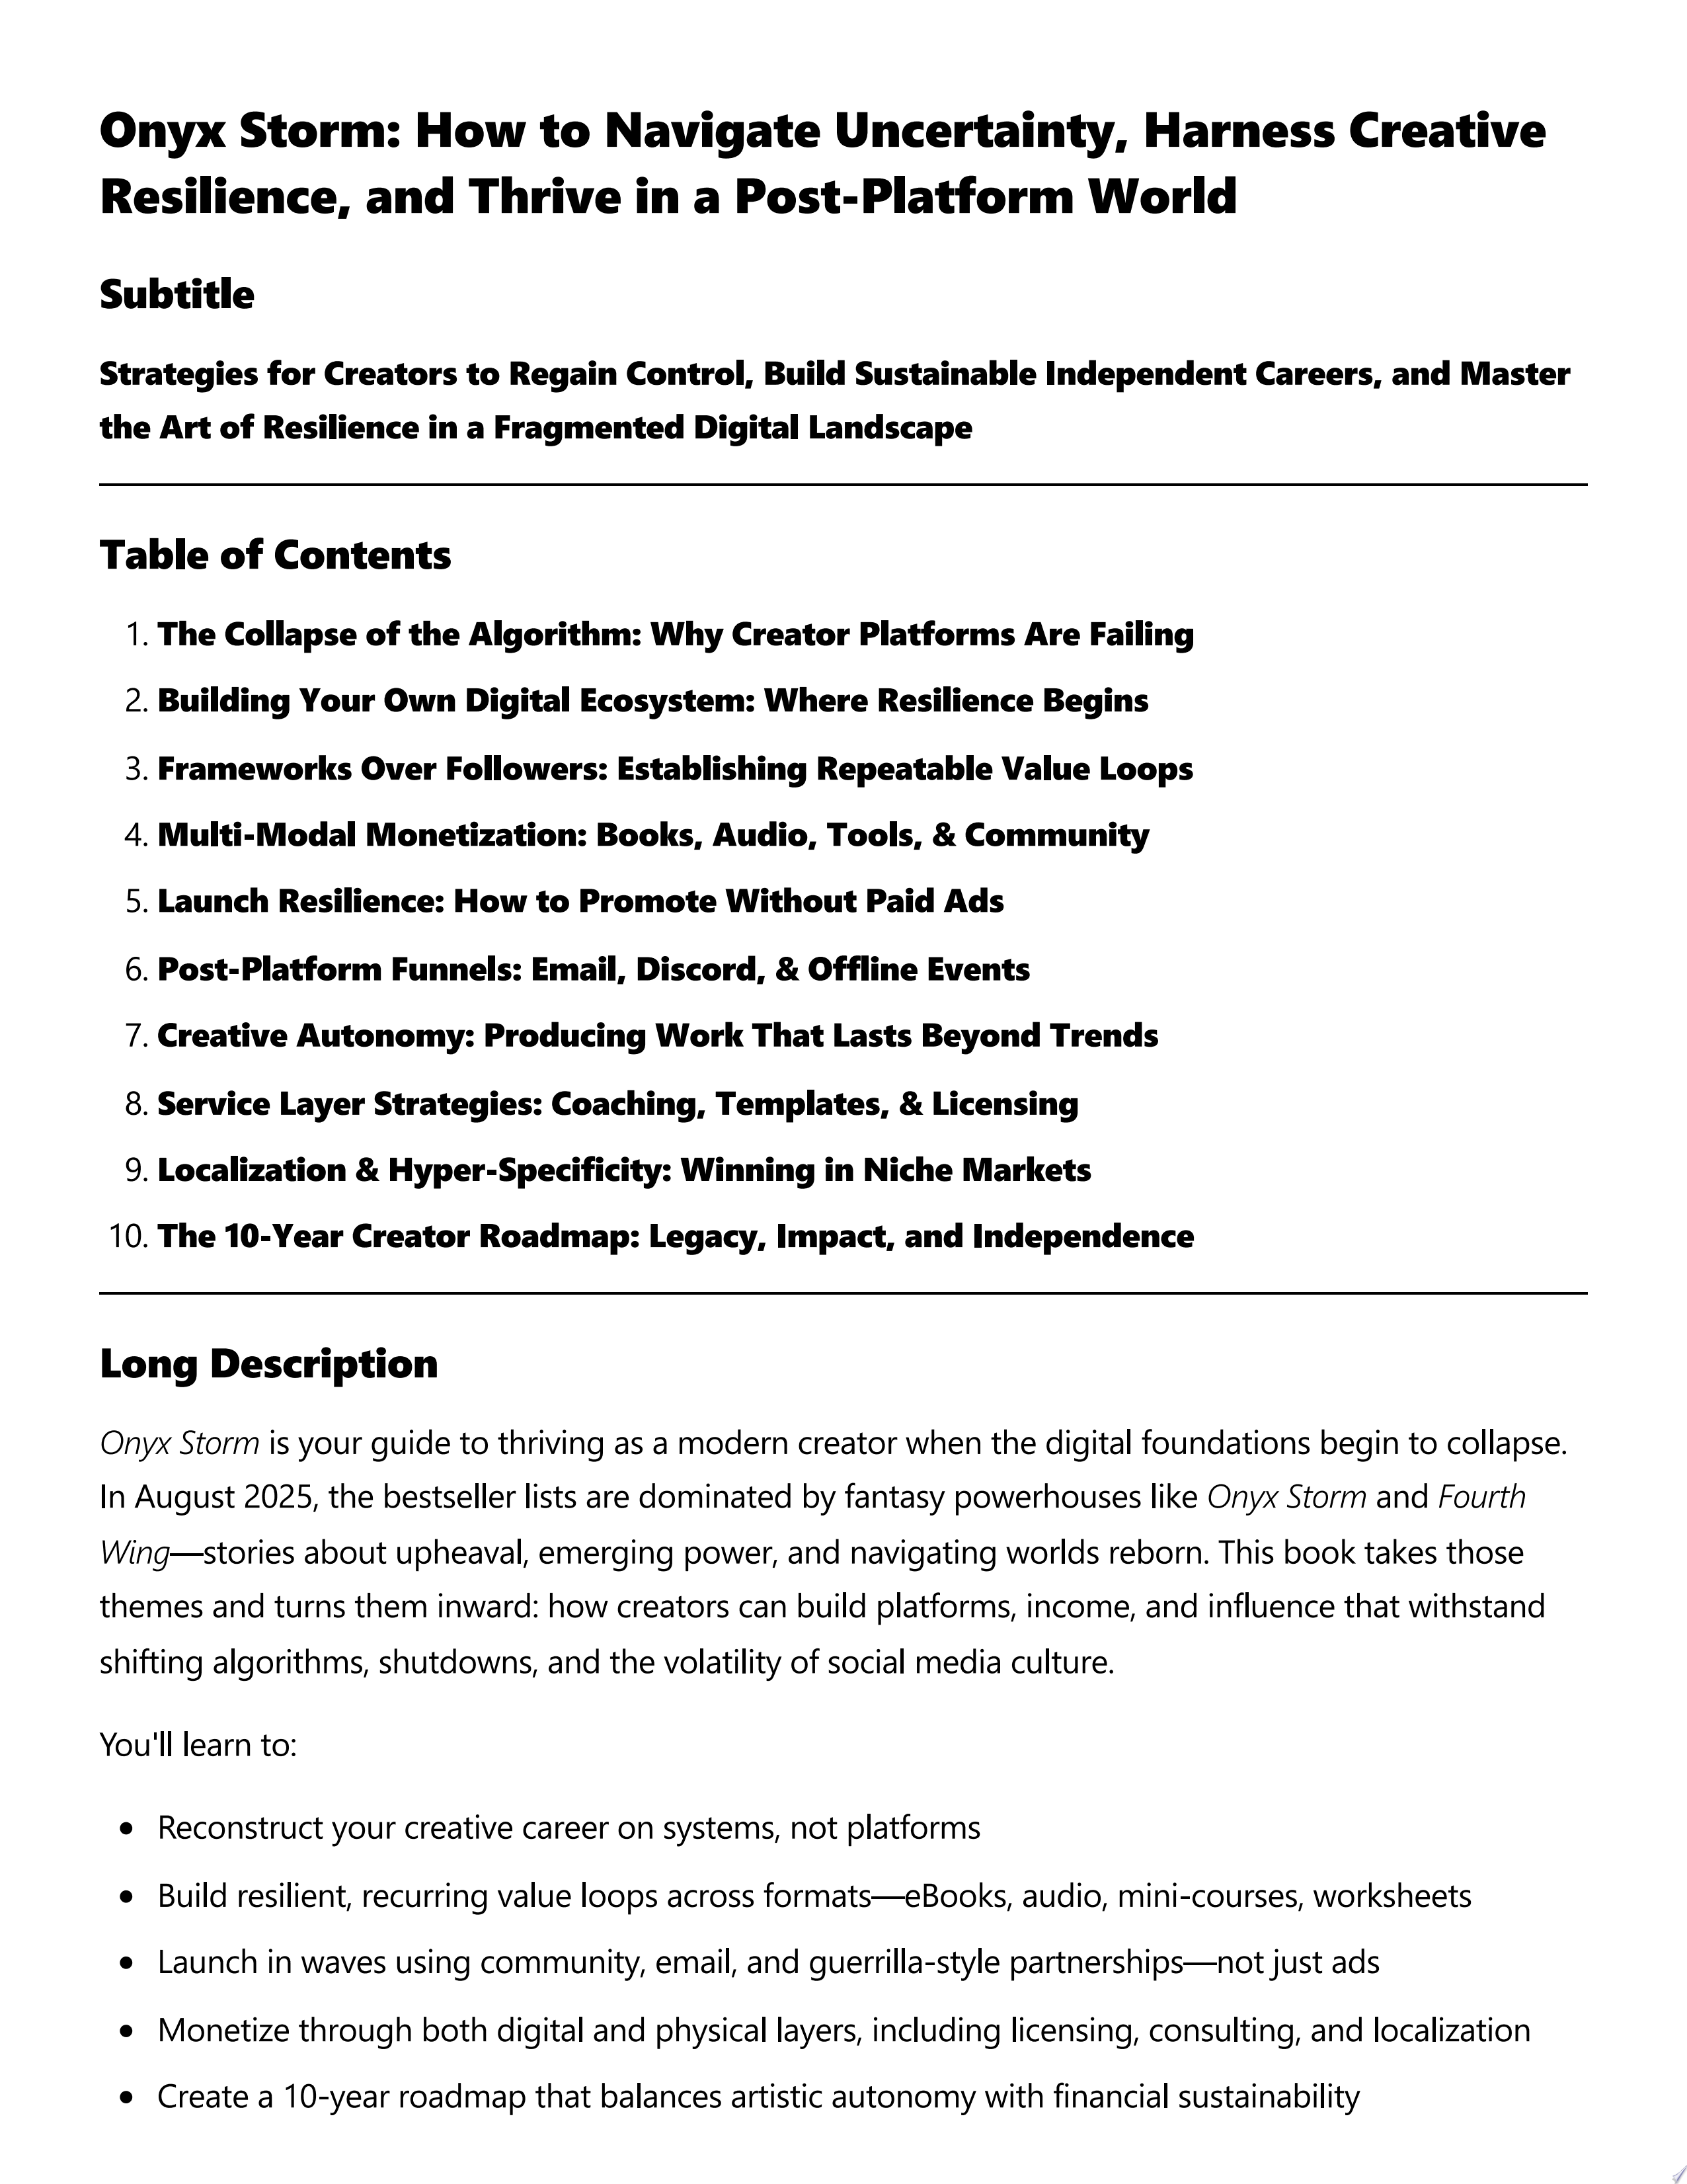 Onyx Storm: How to Navigate Uncertainty, Harness Creative
Resilience, and Thrive in a Post-Platform World
Subtitle
Strategies for Creators to Regain Control, Build Sustainable Independent Careers, and Master
the Art of Resilience in a Fragmented Digital Landscape
Table of Contents
1. The Collapse of the Algorithm: Why Creator Platforms Are Failing
2. Building Your Own Digital Ecosystem: Where Resilience Begins
3. Frameworks Over Followers: Establishing Repeatable Value Loops
4. Multi-Modal Monetization: Books, Audio, Tools, & Community
5. Launch Resilience: How to Promote Without Paid Ads
6. Post-Platform Funnels: Email, Discord, & Offline Events
7. Creative Autonomy: Producing Work That Lasts Beyond Trends
8. Service Layer Strategies: Coaching, Templates, & Licensing
9. Localization & Hyper-Specificity: Winning in Niche Markets
10. The 10-Year Creator Roadmap: Legacy, Impact, and Independence
Long Description
Onyx Storm is your guide to thriving as a modern creator when the digital foundations begin to collapse.
In August 2025, the bestseller lists are dominated by fantasy powerhouses like Onyx Storm and Fourth
Wing—stories about upheaval, emerging power, and navigating worlds reborn. This book takes those
themes and turns them inward: how creators can build platforms, income, and influence that withstand
shifting algorithms, shutdowns, and the volatility of social media culture.
You'll learn to:
• Reconstruct your creative career on systems, not platforms
• Build resilient, recurring value loops across formats—eBooks, audio, mini-courses, worksheets
• Launch in waves using community, email, and guerrilla-style partnerships—not just ads
• Monetize through both digital and physical layers, including licensing, consulting, and localization
• Create a 10-year roadmap that balances artistic autonomy with financial sustainability